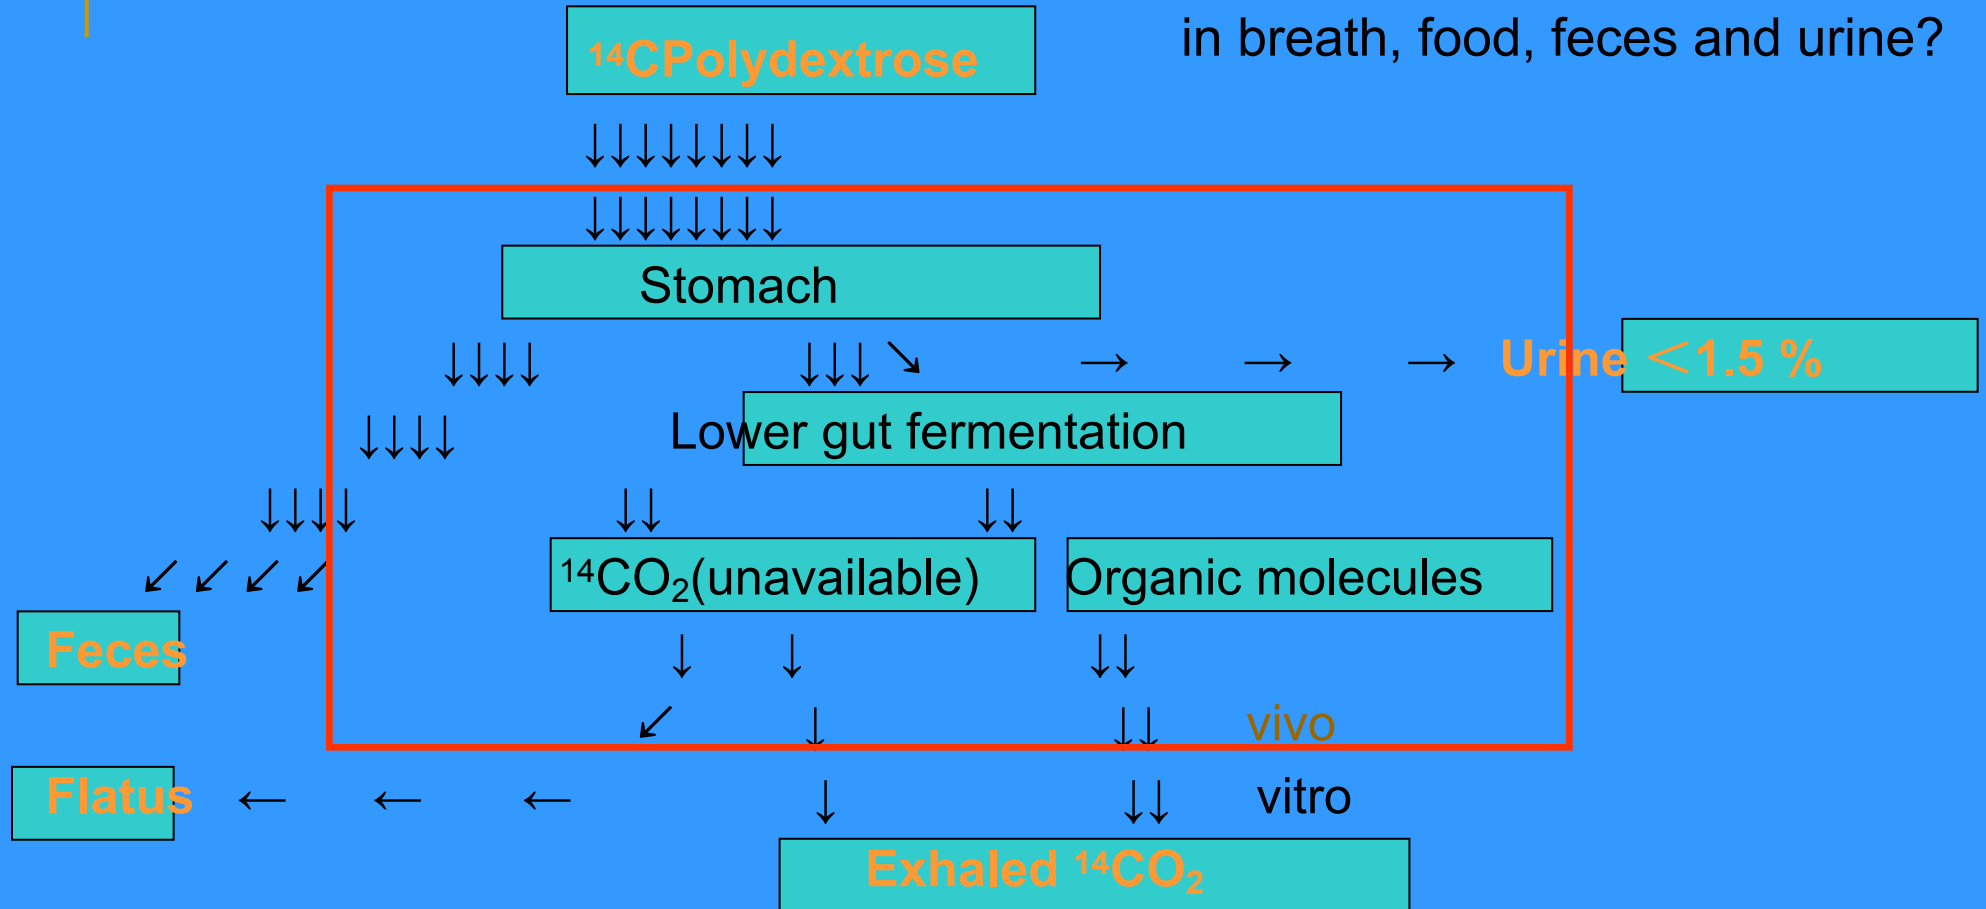 in breath, food, feces and urine?
¹⁴CPolydextrose
↓↓↓↓↓↓↓↓
↓↓↓↓↓↓↓↓
Stomach
↓↓↓↓ ↓↓↓ ↘ → → → Urine <1.5 %
↓↓↓↓ Lower gut fermentation
↓↓↓↓ ↓↓ ↓↓
↙ ↙ ↙ ↙ ¹⁴CO₂(unavailable) Organic molecules
Feces ↓ ↓ ↓↓
↙ ↓ ↓↓ vivo
Flatus ← ← ← ↓ ↓↓ vitro
Exhaled ¹⁴CO₂